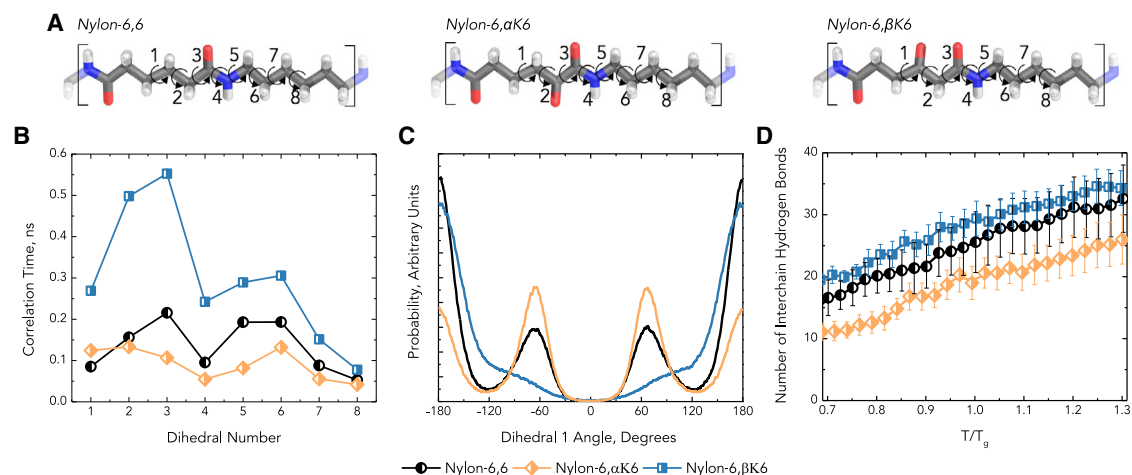 A
Nylon-6,6
Nylon-6,αK6
Nylon-6,βK6
1 3 5 7
2 4 6 8
1 3 5 7
2 4 6 8
1 3 5 7
2 4 6 8
B
Correlation Time, ns
0.6
0.5
0.4
0.3
0.2
0.1
0.0
1 2 3 4 5 6 7 8
Dihedral Number
C
Probability, Arbitrary Units
-180 -120 -60 0 60 120 180
Dihedral 1 Angle, Degrees
D
Number of Interchain Hydrogen Bonds
40
30
20
10
0
0.7 0.8 0.9 1.0 1.1 1.2 1.3
T/Tg
Nylon-6,6 Nylon-6,αK6 Nylon-6,βK6